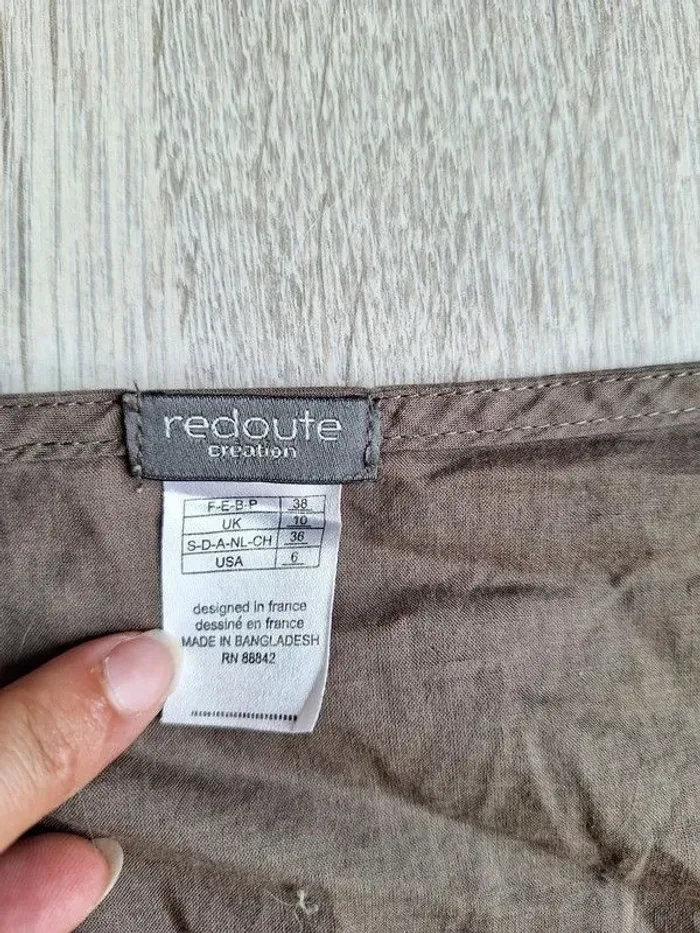 redoute
creation
F-E-B-P 38
UK 10
S-D-A-NL-CH 36
USA 6
designed in france
dessiné en france
MADE IN BANGLADESH
RN 88842